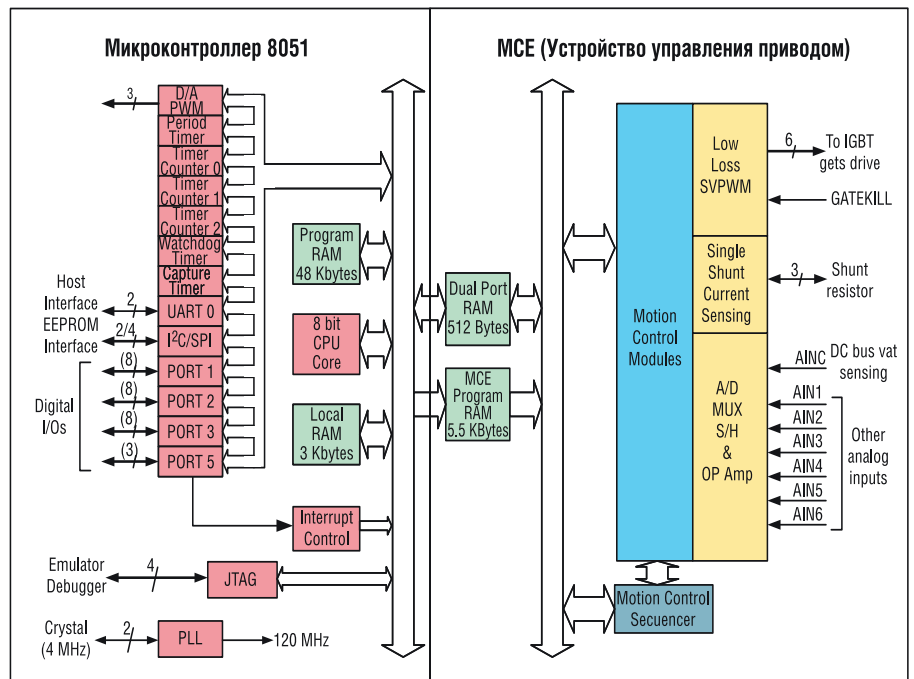 Микроконтроллер 8051
MCE (Устройство управления приводом)
3
D/A
PWM
Period
Timer
Timer
Counter 0
Timer
Counter 1
Timer
Counter 2
Watchdog
Timer
Capture
Timer
Host
Interface
2
UART 0
EEPROM
Interface
2/4
I²C/SPI
Digital
I/Os
(8)
PORT 1
(8)
PORT 2
(8)
PORT 3
(3)
PORT 5
Program
RAM
48 Kbytes
8 bit
CPU
Core
Local
RAM
3 Kbytes
Interrupt
Control
Emulator
Debugger
4
JTAG
Crystal
(4 MHz)
2
PLL
120 MHz
Dual Port
RAM
512 Bytes
MCE
Program
RAM
5.5 KBytes
Motion
Control
Modules
Low
Loss
SVPWM
6
To IGBT
gets drive
GATEKILL
Single
Shunt
Current
Sensing
3
Shunt
resistor
A/D
MUX
S/H
&
OP Amp
AINC
DC bus vat
sensing
AIN1
AIN2
AIN3
AIN4
AIN5
AIN6
Other
analog
inputs
Motion Control
Secuencer